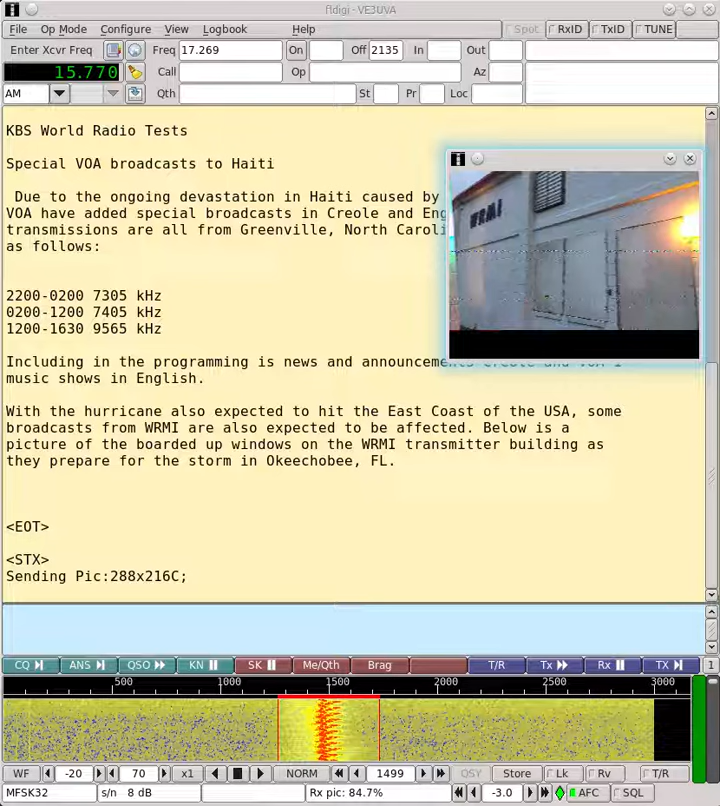 fldigi - VE3UVA
File Op Mode Configure View Logbook Help Spot RxID TxID TUNE
Enter Xcvr Freq Freq 17.269 On Off 2135 In Out
15.770 Call Op Az
AM Qth St Pr Loc
KBS World Radio Tests
Special VOA broadcasts to Haiti
Due to the ongoing devastation in Haiti caused by
VOA have added special broadcasts in Creole and Eng
transmissions are all from Greenville, North Caroli
as follows:
WRMI
2200-0200 7305 kHz
0200-1200 7405 kHz
1200-1630 9565 kHz
Including in the programming is news and announcements Creole and VOA
music shows in English.
With the hurricane also expected to hit the East Coast of the USA, some
broadcasts from WRMI are also expected to be affected. Below is a
picture of the boarded up windows on the WRMI transmitter building as
they prepare for the storm in Okeechobee, FL.
<EOT>
<STX>
Sending Pic:288x216C;
CQ ANS QSO KN SK Me/Qth Brag T/R Tx Rx TX 1
500 1000 1500 2000 2500 3000
WF -20 70 x1 NORM 1499 QSY Store Lk Rv T/R
MFSK32 s/n 8 dB Rx pic: 84.7% -3.0 AFC SQL